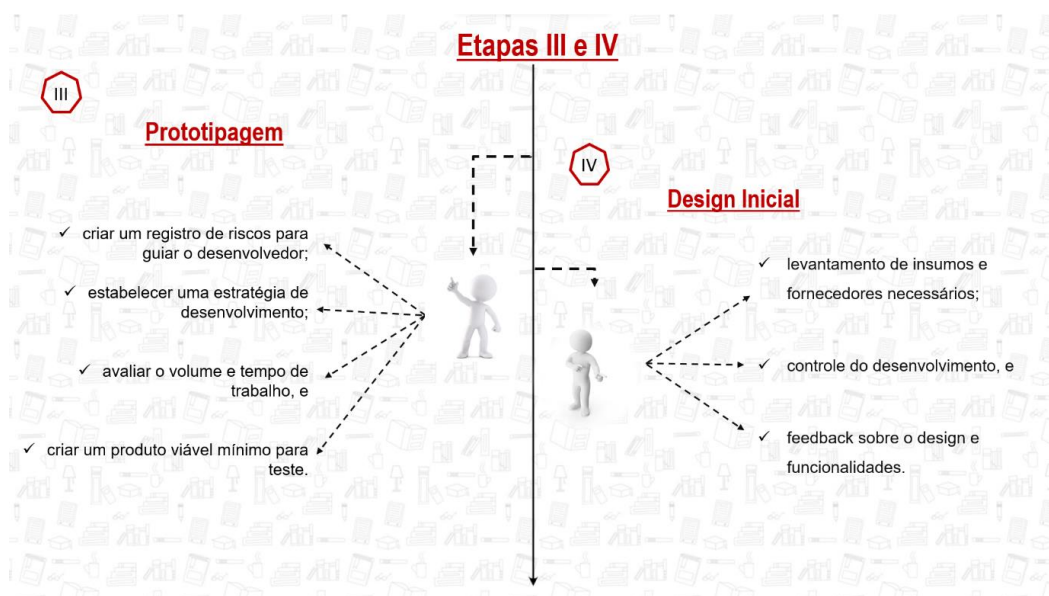 Etapas III e IV
III
Prototipagem
criar um registro de riscos para
guiar o desenvolvedor;
estabelecer uma estratégia de
desenvolvimento;
avaliar o volume e tempo de
trabalho, e
criar um produto viável mínimo para
teste.
IV
Design Inicial
levantamento de insumos e
fornecedores necessários;
controle do desenvolvimento, e
feedback sobre o design e
funcionalidades.